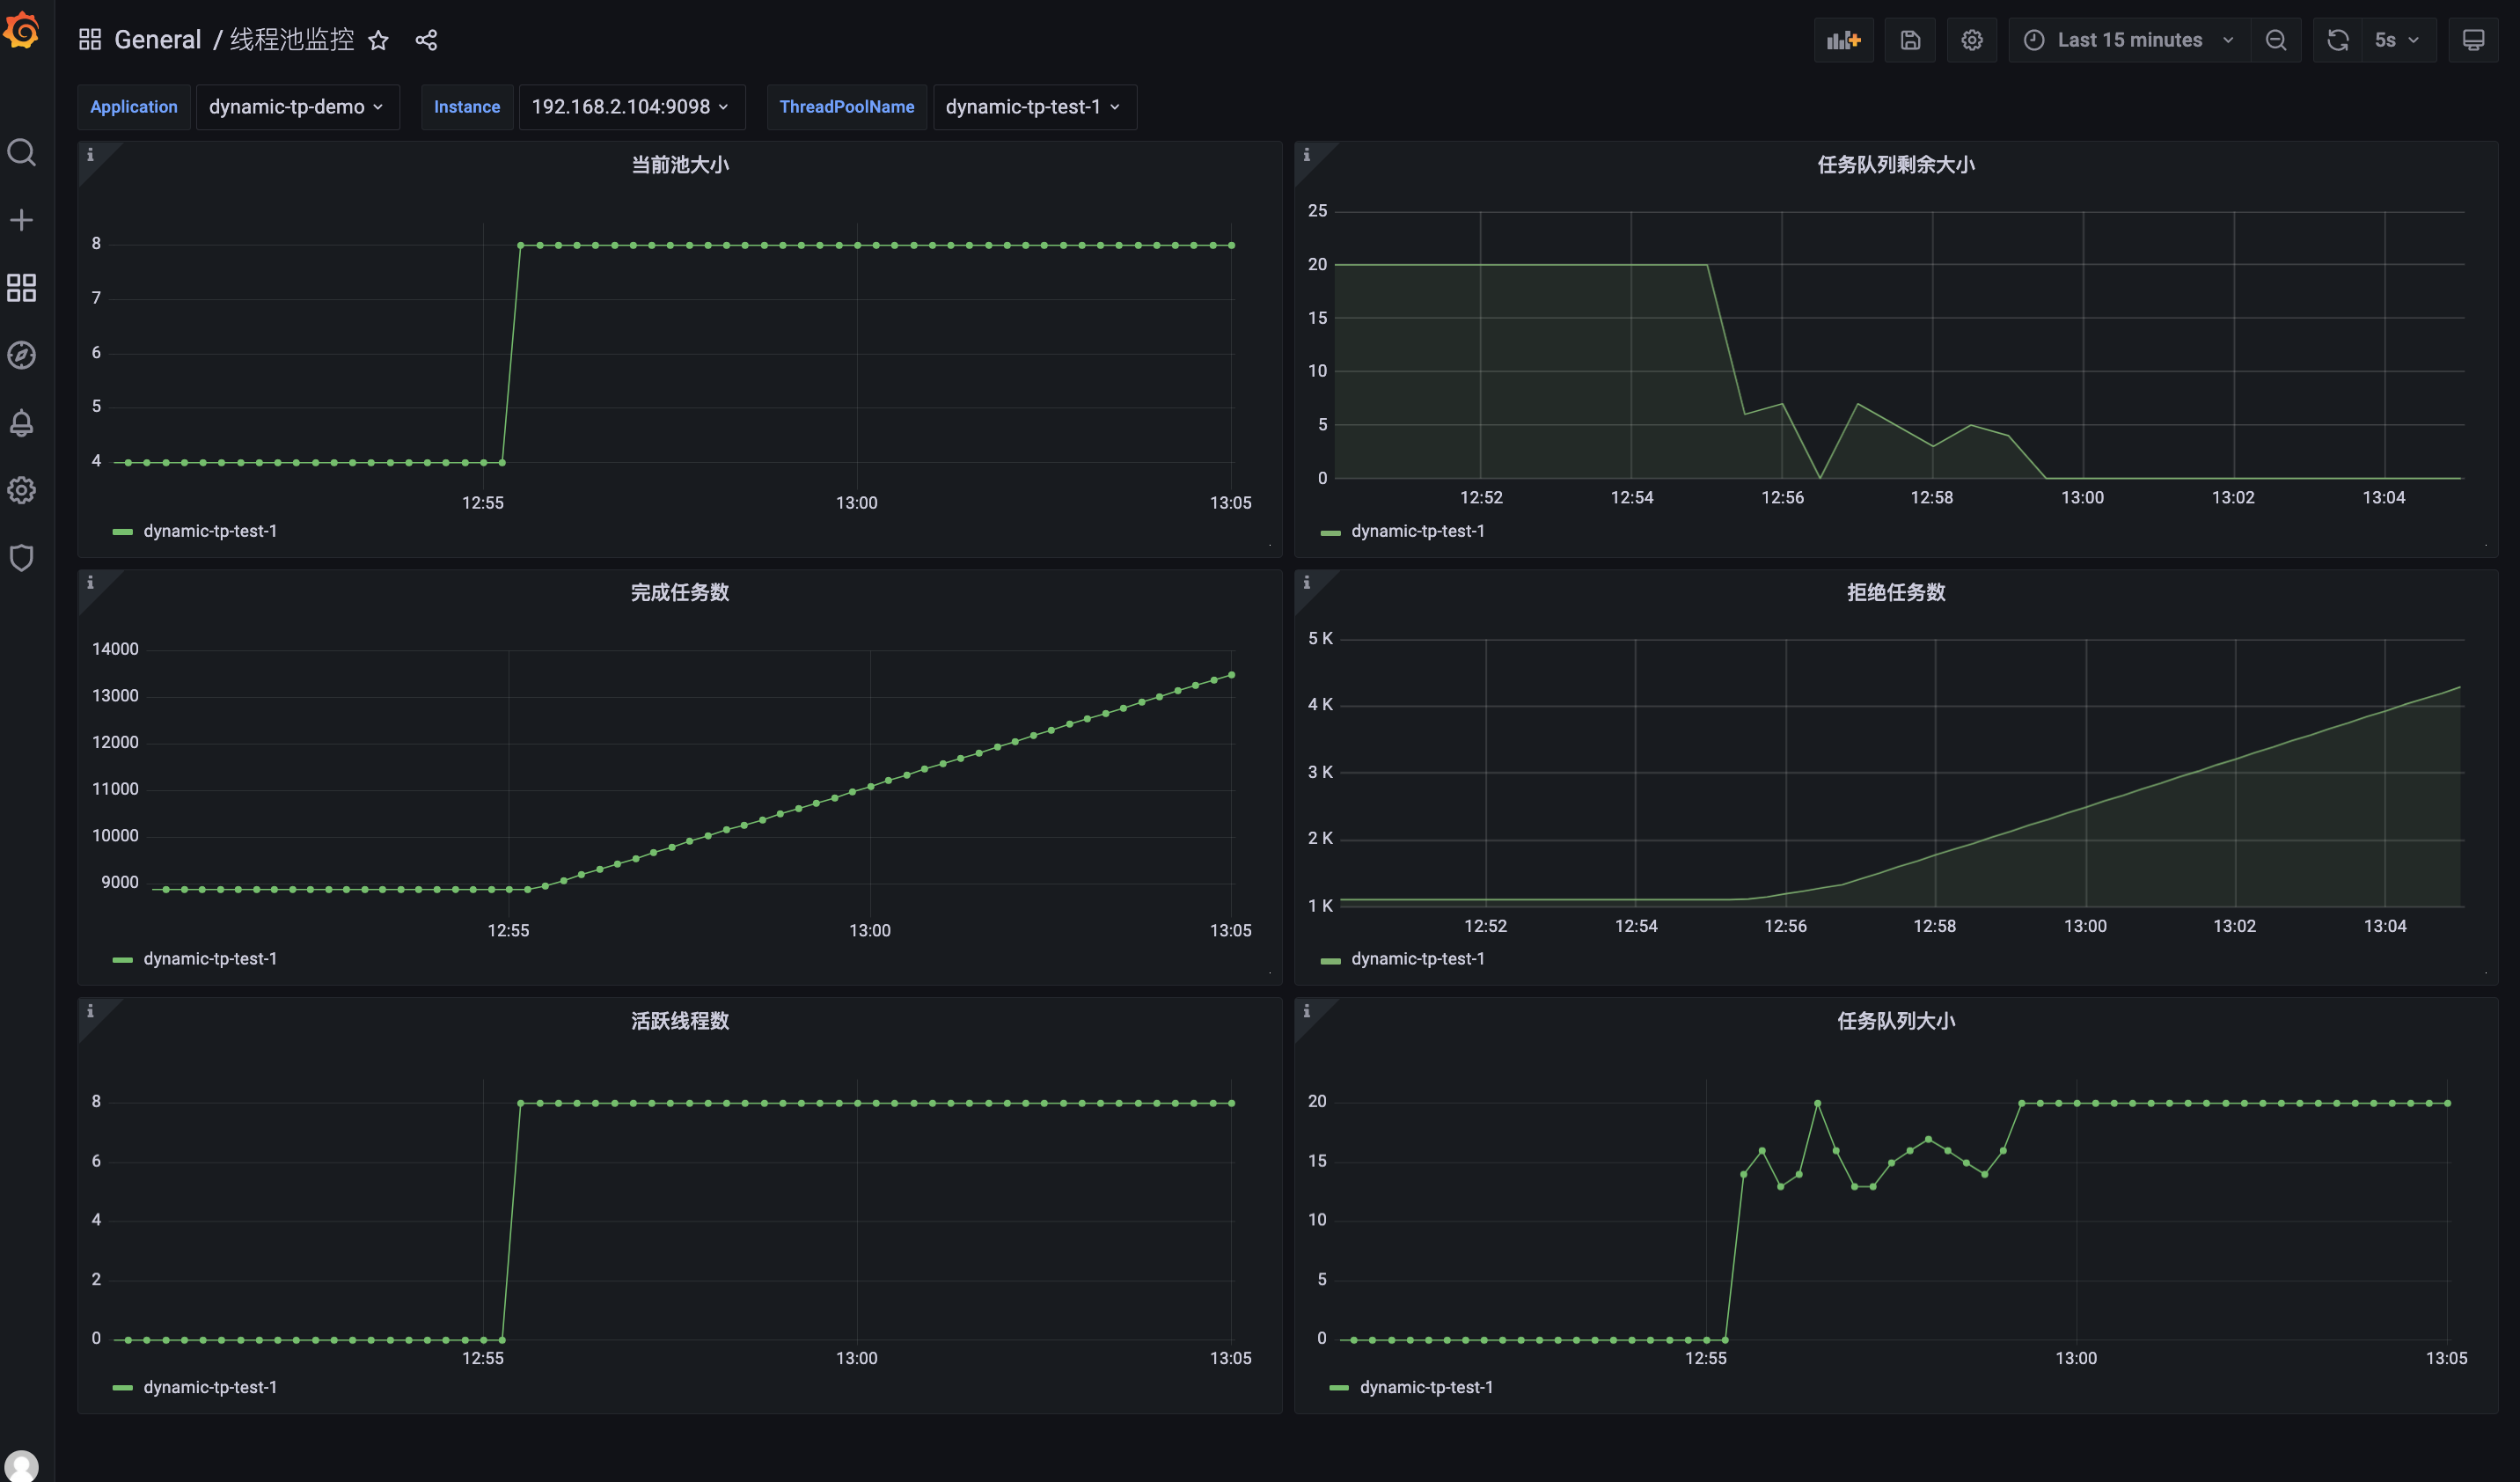 General / 线程池监控
Last 15 minutes
5s
Application dynamic-tp-demo Instance 192.168.2.104:9098 ThreadPoolName dynamic-tp-test-1
当前池大小
8
7
6
5
4
12:55 13:00 13:05
dynamic-tp-test-1
任务队列剩余大小
25
20
15
10
5
0
12:52 12:54 12:56 12:58 13:00 13:02 13:04
dynamic-tp-test-1
完成任务数
14000
13000
12000
11000
10000
9000
12:55 13:00 13:05
dynamic-tp-test-1
拒绝任务数
5 K
4 K
3 K
2 K
1 K
12:52 12:54 12:56 12:58 13:00 13:02 13:04
dynamic-tp-test-1
活跃线程数
8
6
4
2
0
12:55 13:00 13:05
dynamic-tp-test-1
任务队列大小
20
15
10
5
0
12:55 13:00 13:05
dynamic-tp-test-1